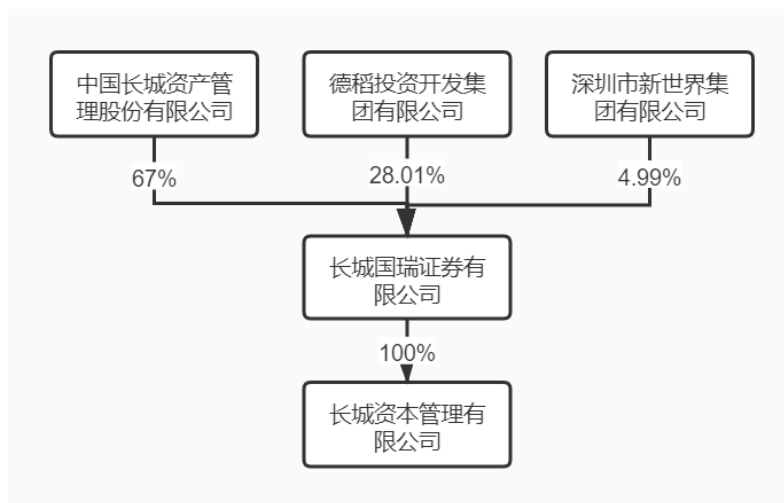 中国长城资产管
理股份有限公司
德稻投资开发集
团有限公司
深圳市新世界集
团有限公司
67%
28.01%
4.99%
长城国瑞证券有
限公司
100%
长城资本管理有
限公司